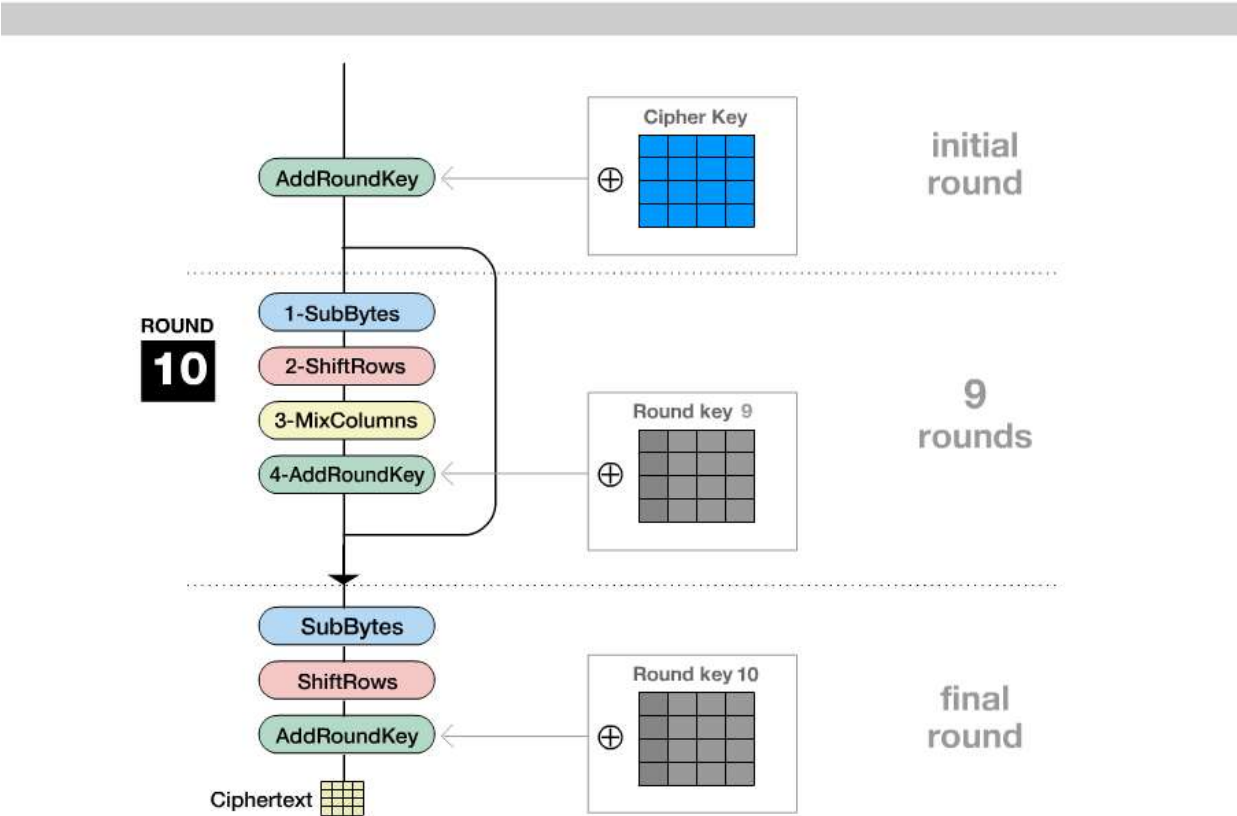 Cipher Key
initial
round
AddRoundKey
1-SubBytes
ROUND
10
2-ShiftRows
3-MixColumns
4-AddRoundKey
Round key 9
9
rounds
SubBytes
ShiftRows
AddRoundKey
Round key 10
final
round
Ciphertext